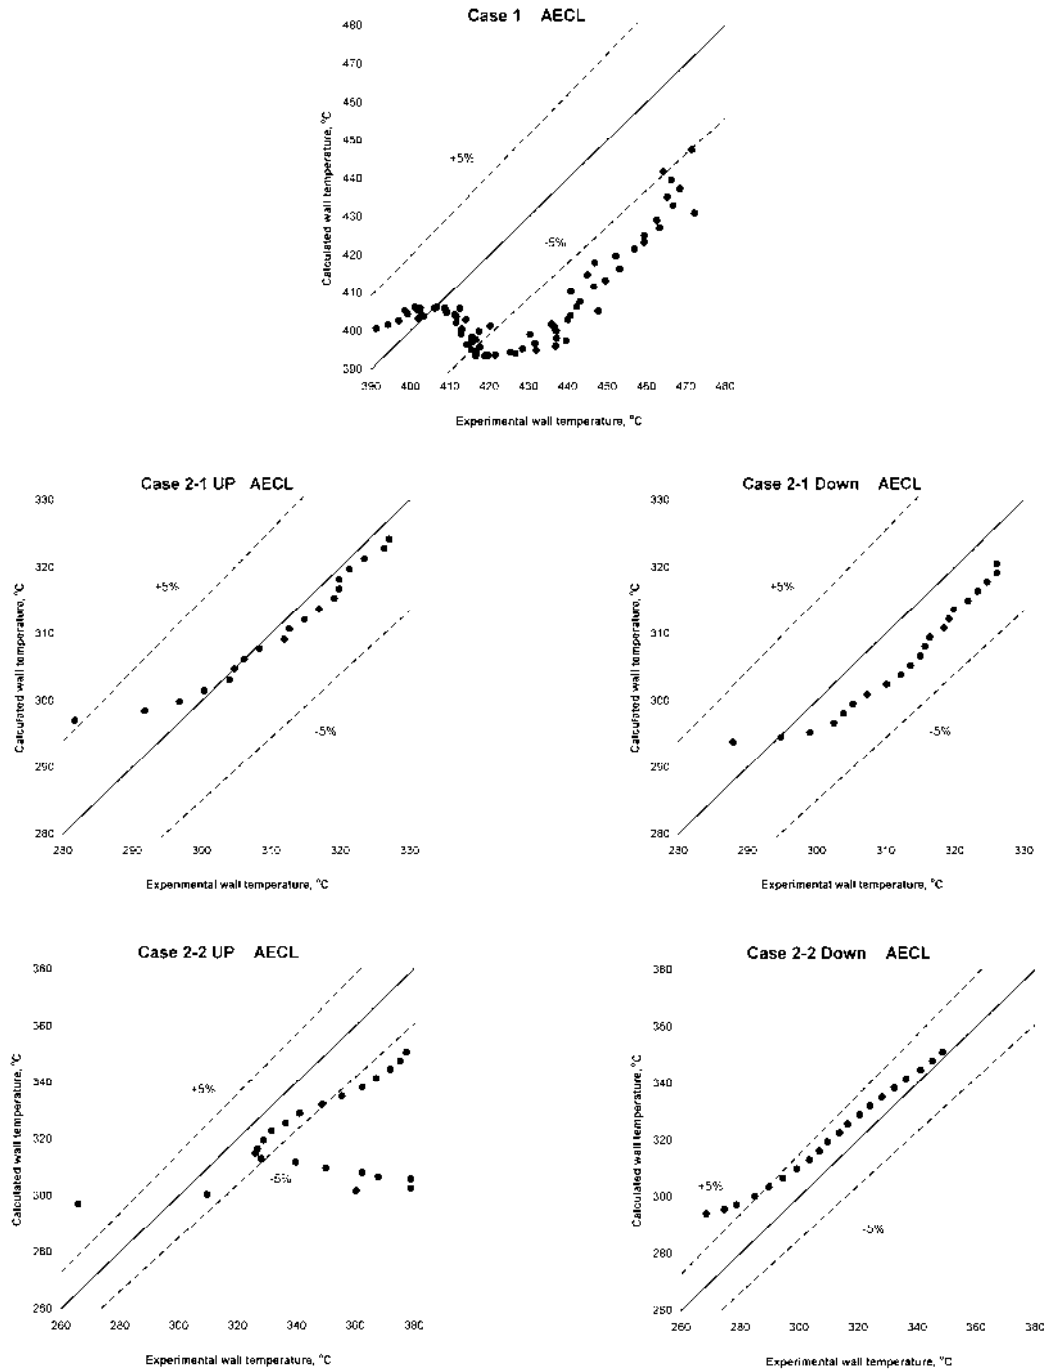 Case 1 AECL
Calculated wall temperature, °C
480
470
460
450
440
430
420
410
400
390
+5%
-5%
390 400 410 420 430 440 450 460 470 480
Experimental wall temperature, °C
Case 2-1 UP AECL
Calculated wall temperature, °C
330
320
310
300
290
280
+5%
-5%
280 290 300 310 320 330
Experimental wall temperature, °C
Case 2-1 Down AECL
Calculated wall temperature, °C
330
320
310
300
290
280
+5%
-5%
280 290 300 310 320 330
Experimental wall temperature, °C
Case 2-2 UP AECL
Calculated wall temperature, °C
380
360
340
320
300
280
260
+5%
-5%
260 280 300 320 340 360 380
Experimental wall temperature, °C
Case 2-2 Down AECL
Calculated wall temperature, °C
380
360
340
320
300
280
260
+5%
-5%
260 280 300 320 340 360 380
Experimental wall temperature, °C